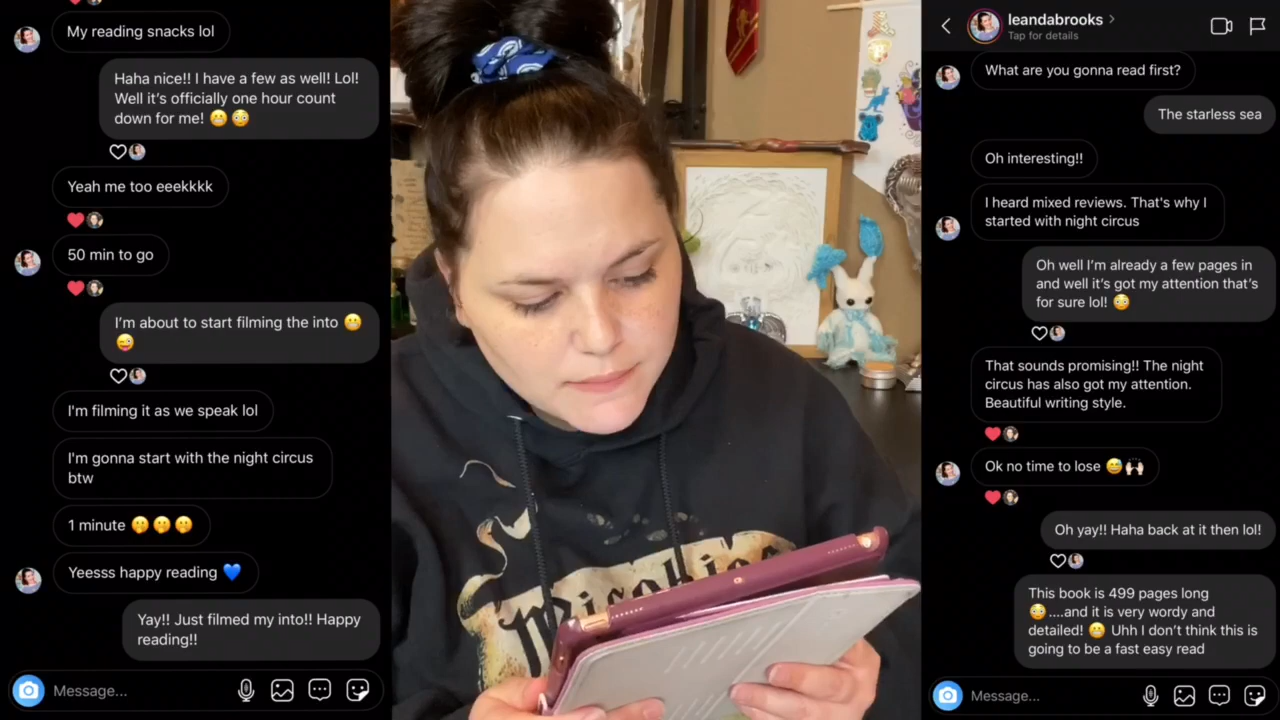 My reading snacks lol
Haha nice!! I have a few as well! Lol!
Well it's officially one hour count
down for me! 😬 😳
Yeah me too eeekkkk
50 min to go
I'm about to start filming the into 😬
😜
I'm filming it as we speak lol
I'm gonna start with the night circus
btw
1 minute 🤫🤫🤫
Yeesss happy reading 💙
Yay!! Just filmed my into!! Happy
reading!!
Message...
leandabrooks
Tap for details
What are you gonna read first?
The starless sea
Oh interesting!!
I heard mixed reviews. That's why I
started with night circus
Oh well I'm already a few pages in
and well it's got my attention that's
for sure lol! 😳
That sounds promising!! The night
circus has also got my attention.
Beautiful writing style.
Ok no time to lose 😅🙌🏻
Oh yay!! Haha back at it then lol!
This book is 499 pages long
😳....and it is very wordy and
detailed! 😬 Uhh I don't think this is
going to be a fast easy read
Message...